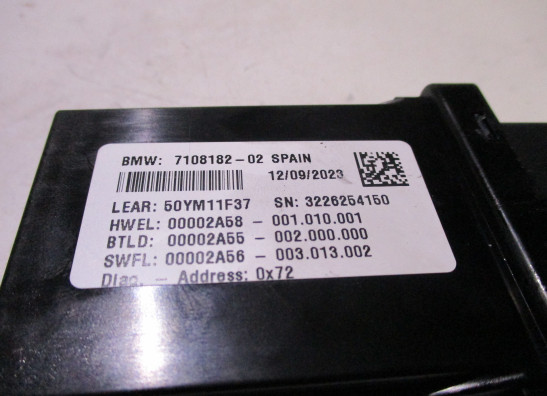 BMW: 7108182-02 SPAIN
12/09/2023
LEAR: 50YM11F37 SN: 3226254150
HWEL: 00002A58 - 001.010.001
BTLD: 00002A55 - 002.000.000
SWFL: 00002A56 - 003.013.002
Diag. - Address: 0x72